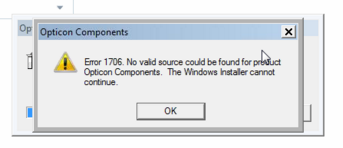 Op
Opticon Components
Error 1706. No valid source could be found for product
Opticon Components. The Windows Installer cannot
continue.
OK